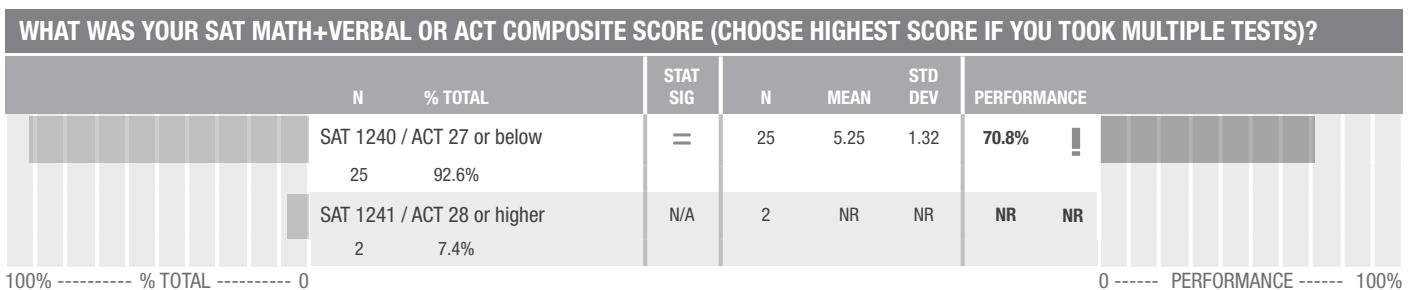 WHAT WAS YOUR SAT MATH+VERBAL OR ACT COMPOSITE SCORE (CHOOSE HIGHEST SCORE IF YOU TOOK MULTIPLE TESTS)?
N % TOTAL STAT SIG N MEAN STD DEV PERFORMANCE
SAT 1240 / ACT 27 or below = 25 5.25 1.32 70.8% !
25 92.6%
SAT 1241 / ACT 28 or higher N/A 2 NR NR NR NR
2 7.4%
100% ---------- % TOTAL ---------- 0 0 ------ PERFORMANCE ------ 100%